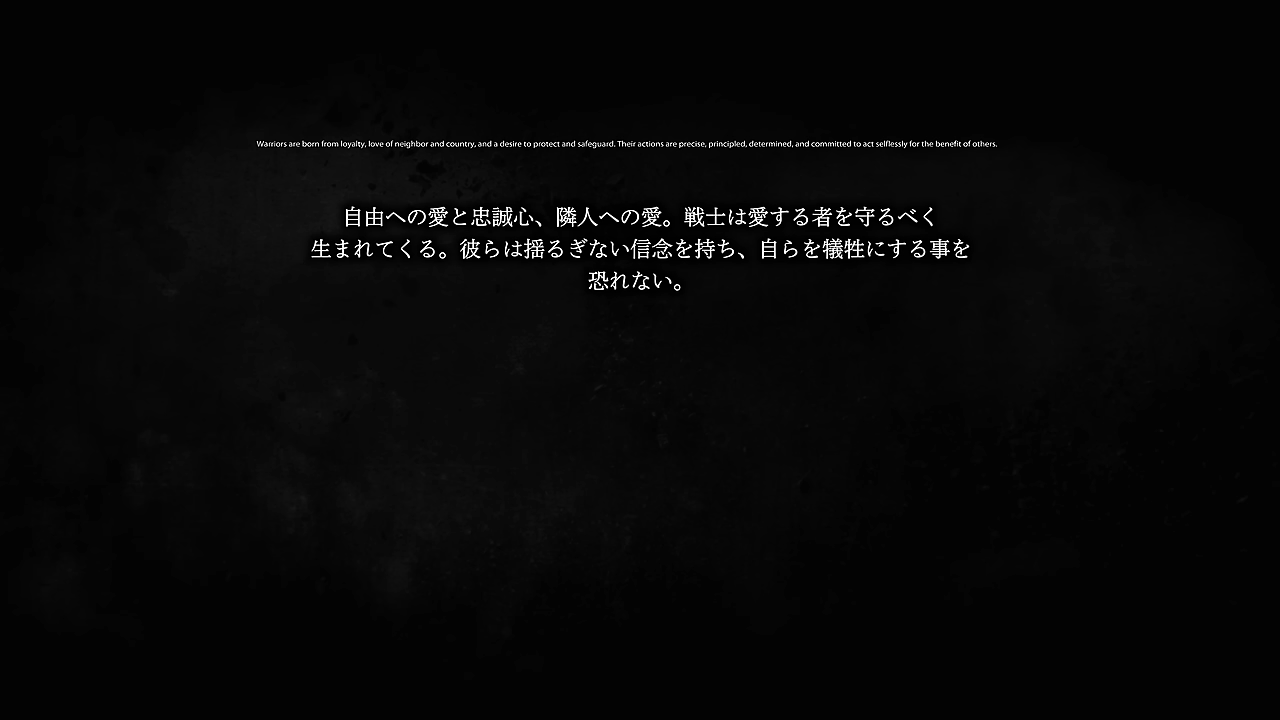 Warriors are born from loyalty, love of neighbor and country, and a desire to protect and safeguard. Their actions are precise, principled, determined, and committed to act selflessly for the benefit of others.
自由への愛と忠誠心、隣人への愛。戦士は愛する者を守るべく
生まれてくる。彼らは揺るぎない信念を持ち、自らを犠牲にする事を
恐れない。